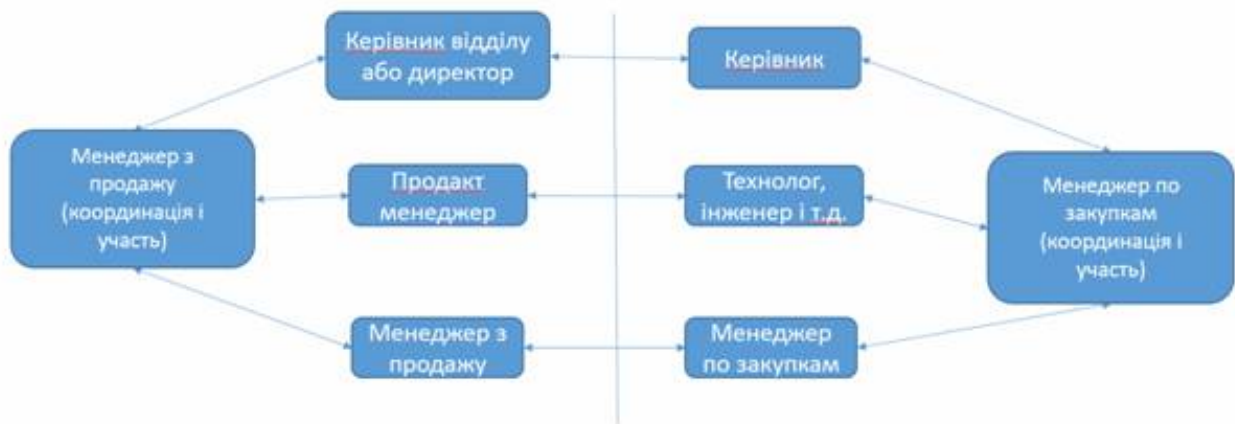 Керівник відділу
або директор
Керівник
Менеджер з
продажу
(координація і
участь)
Продакт
менеджер
Технолог,
інженер і т.д.
Менеджер по
закупкам
(координація і
участь)
Менеджер з
продажу
Менеджер
по закупкам